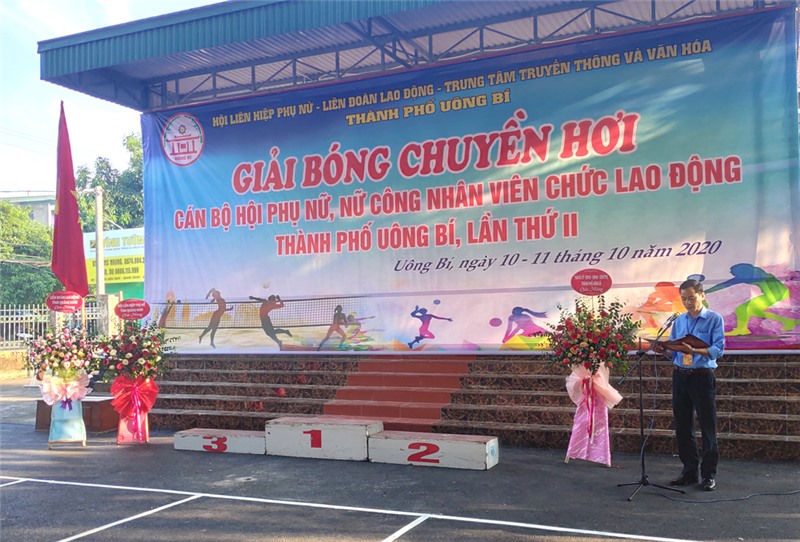 HỘI LIÊN HIỆP PHỤ NỮ - LIÊN ĐOÀN LAO ĐỘNG - TRUNG TÂM TRUYỀN THÔNG VÀ VĂN HÓA
THÀNH PHỐ UÔNG BÍ
GIẢI BÓNG CHUYỀN HƠI
CÁN BỘ HỘI PHỤ NỮ, NỮ CÔNG NHÂN VIÊN CHỨC LAO ĐỘNG
THÀNH PHỐ UÔNG BÍ, LẦN THỨ II
Uông Bí, ngày 10 - 11 tháng 10 năm 2020
UÔNG BÍ
3
1
2